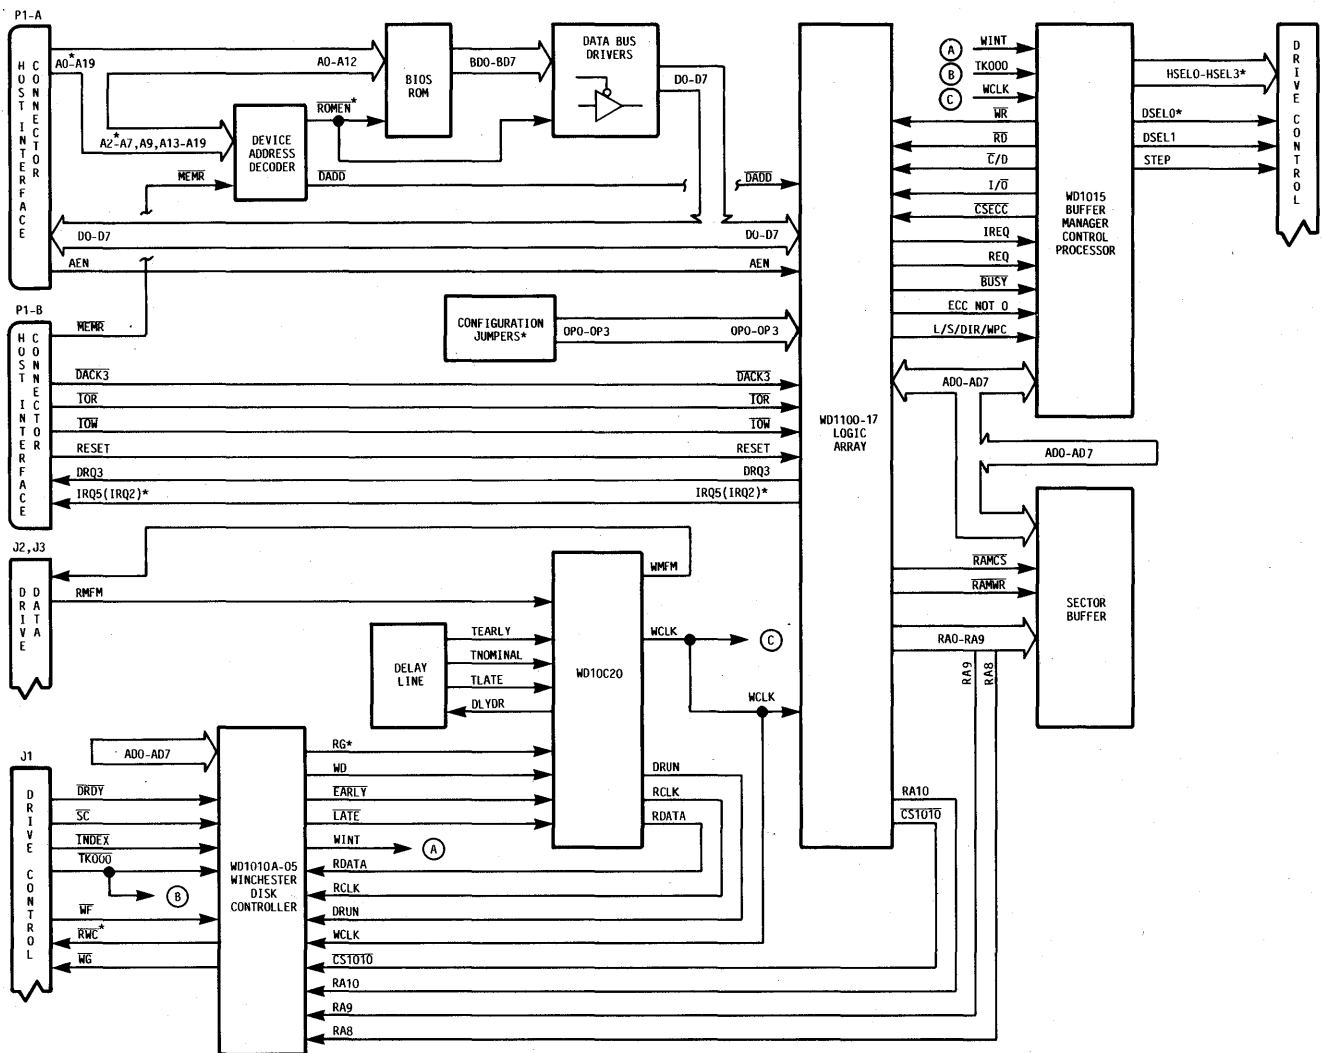 P1-A
HOST INTERFACE
CONNECTOR
A0*-A19
A0-A12
A2*-A7,A9,A13-A19
BIOS
ROM
BD0-BD7
DATA BUS
DRIVERS
D0-D7
ROMEN*
DEVICE
ADDRESS
DECODER
MEMR
DADD
DADD
D0-D7
D0-D7
AEN
AEN
P1-B
HOST INTERFACE
CONNECTORR
MEMR
CONFIGURATION
JUMPERS*
OP0-OP3
OP0-OP3
DACK3
DACK3
IOR
IOR
IOW
IOW
RESET
RESET
DRQ3
DRQ3
IRQ5(IRQ2)*
IRQ5(IRQ2)*
WD1100-17
LOGIC
ARRAY
A
WINT
B
TK000
C
WCLK
WR
RD
C/D
I/O
CSECC
IREQ
REQ
BUSY
ECC NOT 0
L/S/DIR/WPC
WD1015
BUFFER
MANAGER
CONTROL
PROCESSOR
HSEL0-HSEL3*
DSEL0*
DSEL1
STEP
DRIVE CONTROL
AD0-AD7
AD0-AD7
RAMCS
RAMWR
RA0-RA9
RA9
RA8
SECTOR
BUFFER
J2,J3
DRIVE
DATA
RMFM
WMFM
DELAY
LINE
TEARLY
TNOMINAL
TLATE
DLYDR
WD10C20
WCLK
C
WCLK
J1
DRIVE CONTROL
AD0-AD7
DRDY
SC
INDEX
TK000
B
WF
RWC*
WG
WD1010A-05
WINCHESTER
DISK
CONTROLLER
RG*
WD
EARLY
LATE
WINT
A
RDATA
RCLK
DRUN
WCLK
CS1010
RA10
RA9
RA8
DRUN
RCLK
RDATA
RA10
CS1010